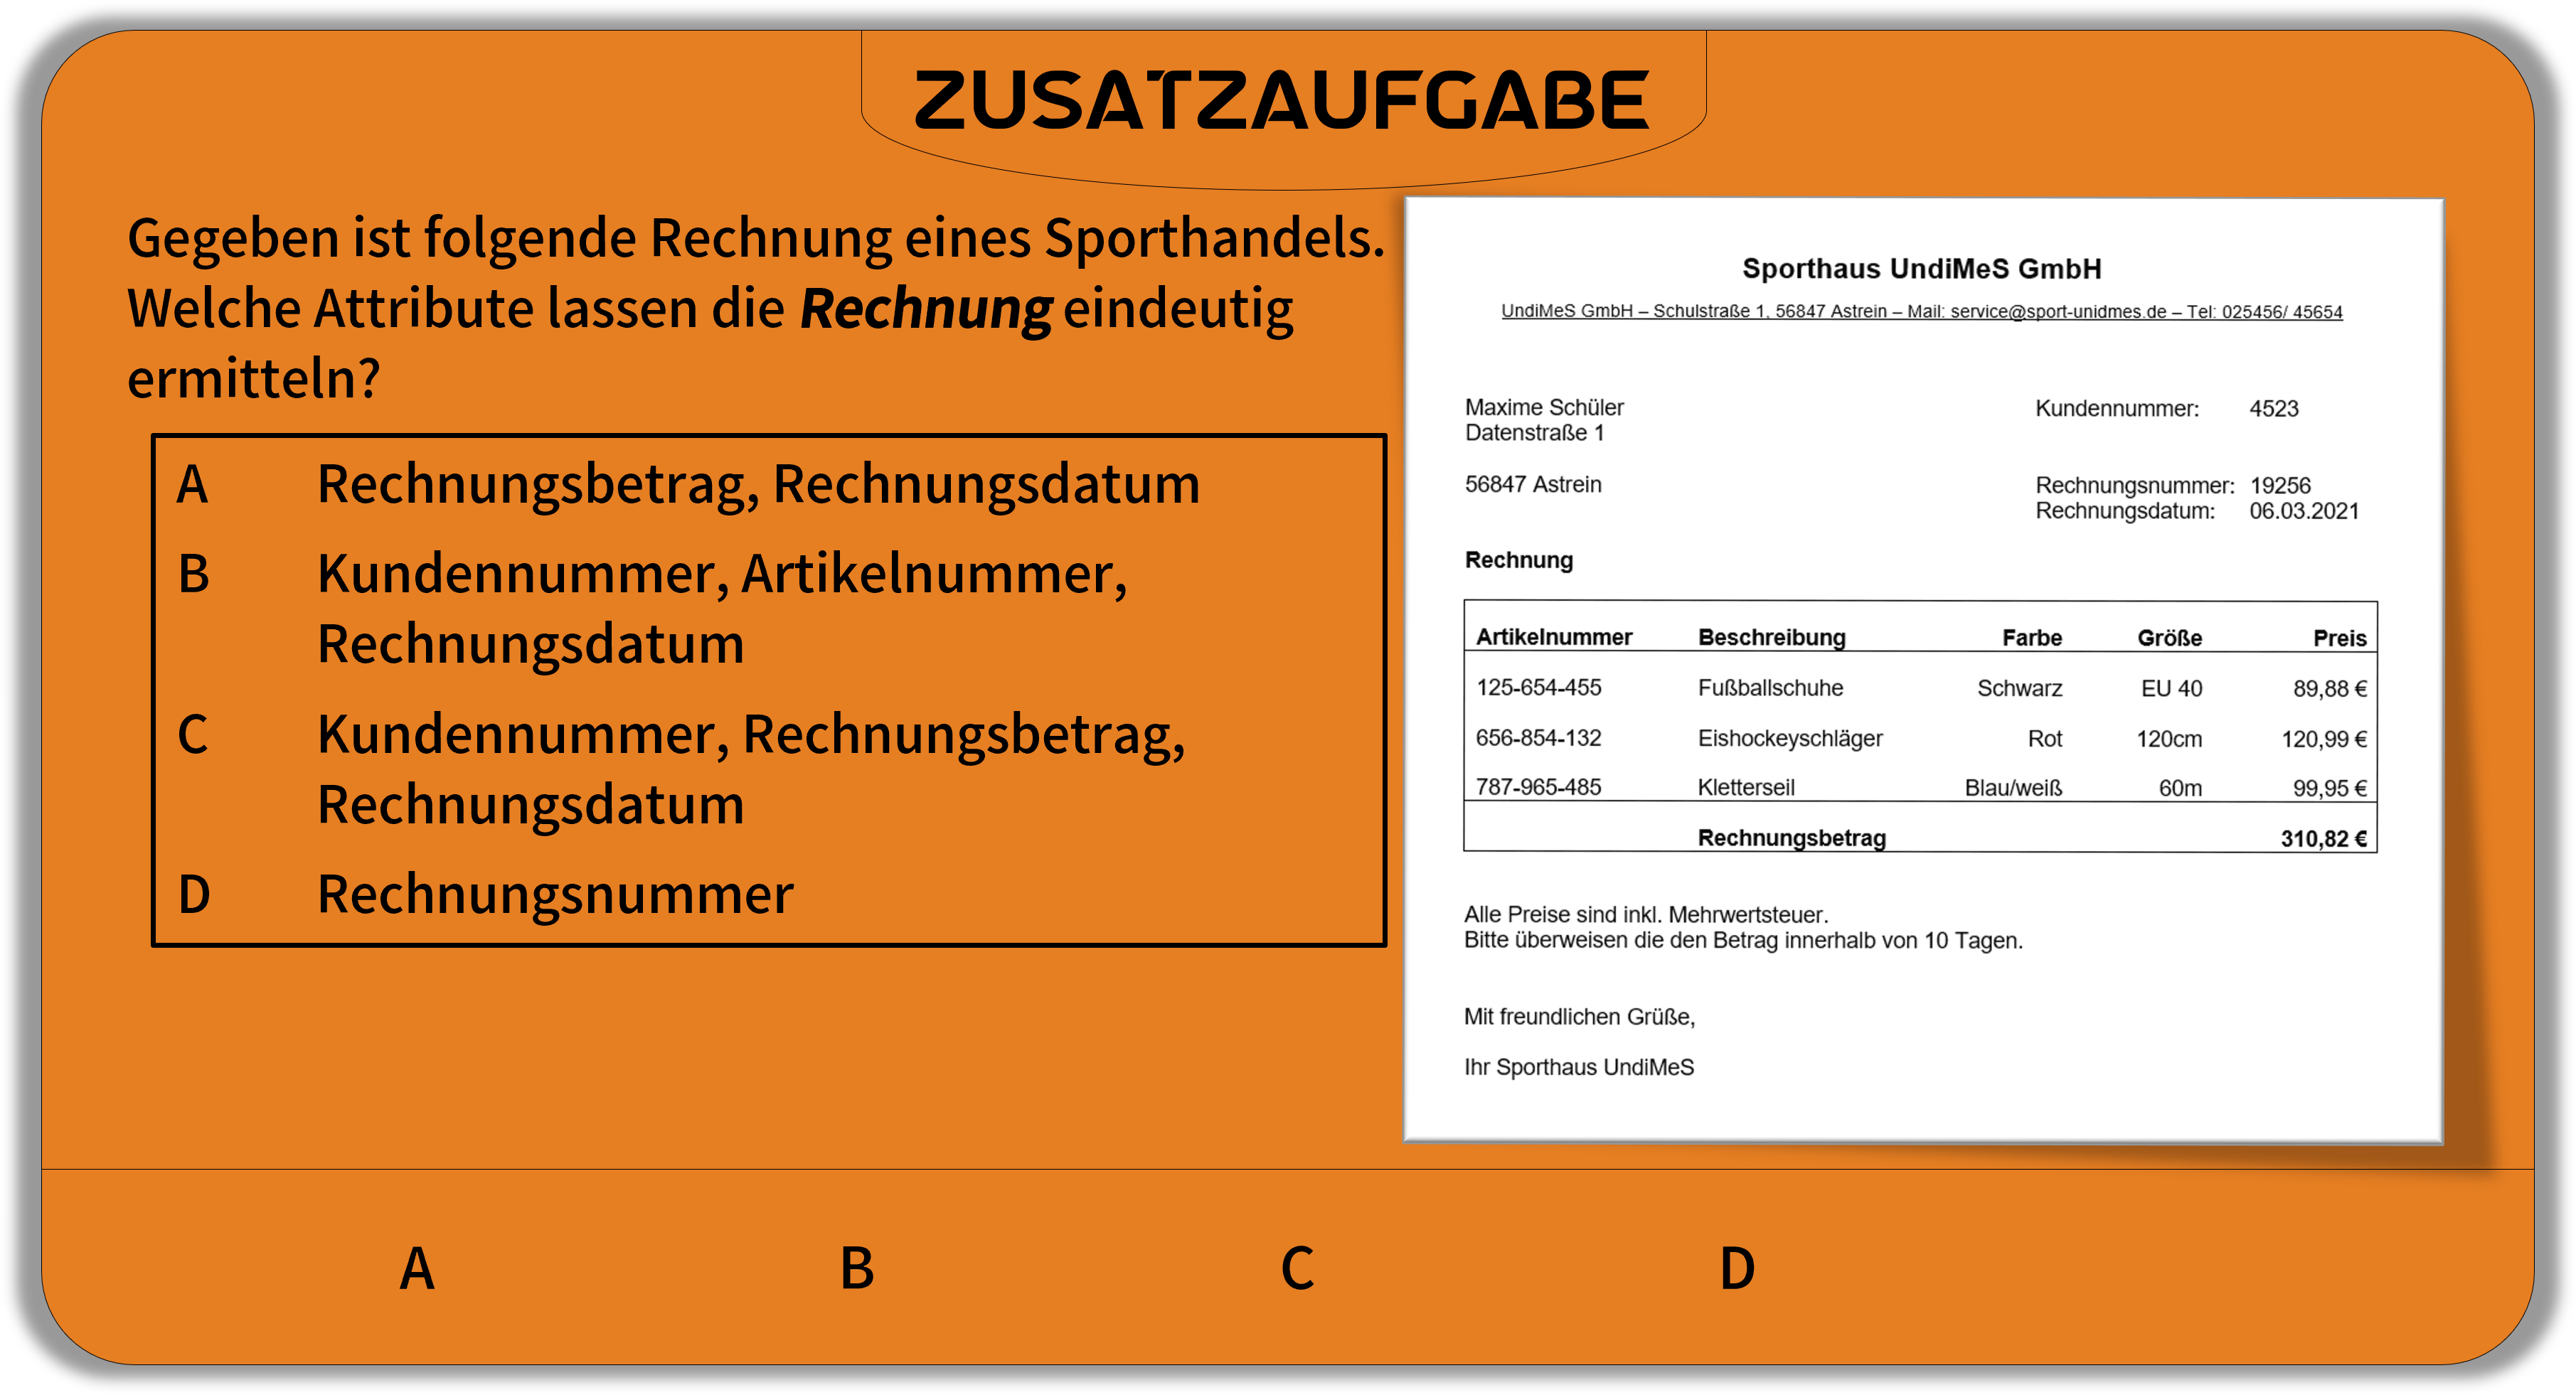 ZUSATZAUFGABE
Gegeben ist folgende Rechnung eines Sporthandels.
Welche Attribute lassen die Rechnung eindeutig
ermitteln?
A Rechnungsbetrag, Rechnungsdatum
B Kundennummer, Artikelnummer,
Rechnungsdatum
C Kundennummer, Rechnungsbetrag,
Rechnungsdatum
D Rechnungsnummer
Sporthaus UndiMeS GmbH
UndiMeS GmbH – Schulstraße 1, 56847 Astrein – Mail: service@sport-unidmes.de – Tel: 025456/ 45654
Maxime Schüler Kundennummer: 4523
Datenstraße 1
56847 Astrein Rechnungsnummer: 19256
Rechnungsdatum: 06.03.2021
Rechnung
Artikelnummer Beschreibung Farbe Größe Preis
125-654-455 Fußballschuhe Schwarz EU 40 89,88 €
656-854-132 Eishockeyschläger Rot 120cm 120,99 €
787-965-485 Kletterseil Blau/weiß 60m 99,95 €
Rechnungsbetrag 310,82 €
Alle Preise sind inkl. Mehrwertsteuer.
Bitte überweisen die den Betrag innerhalb von 10 Tagen.
Mit freundlichen Grüße,
Ihr Sporthaus UndiMeS
A B C D